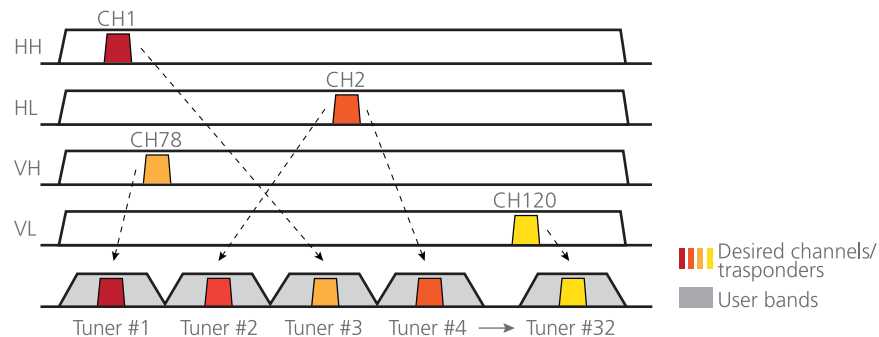 CH1
HH
CH2
HL
CH78
VH
CH120
VL
Desired channels/
trasponders
User bands
Tuner #1
Tuner #2
Tuner #3
Tuner #4
Tuner #32